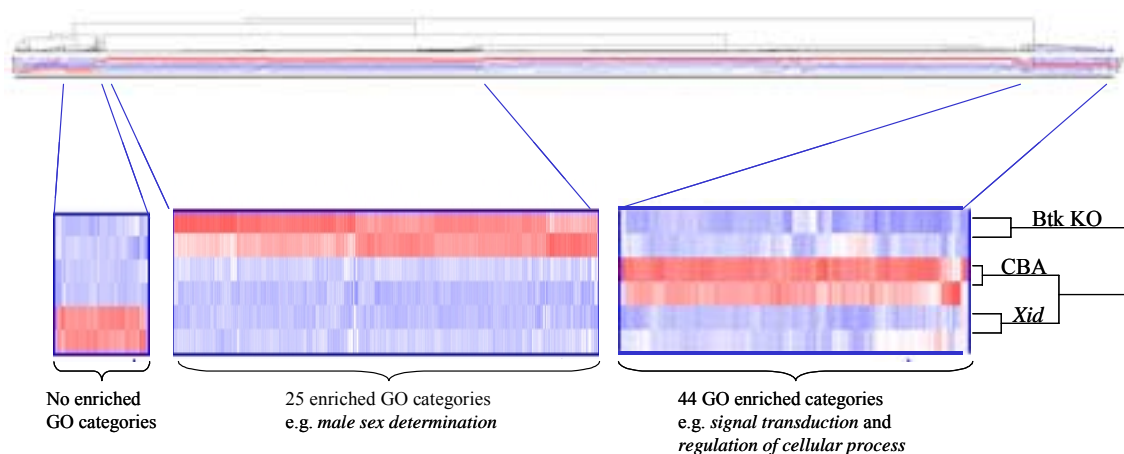 Btk KO
CBA
Xid
No enriched
GO categories
25 enriched GO categories
e.g. male sex determination
44 GO enriched categories
e.g. signal transduction and
regulation of cellular process